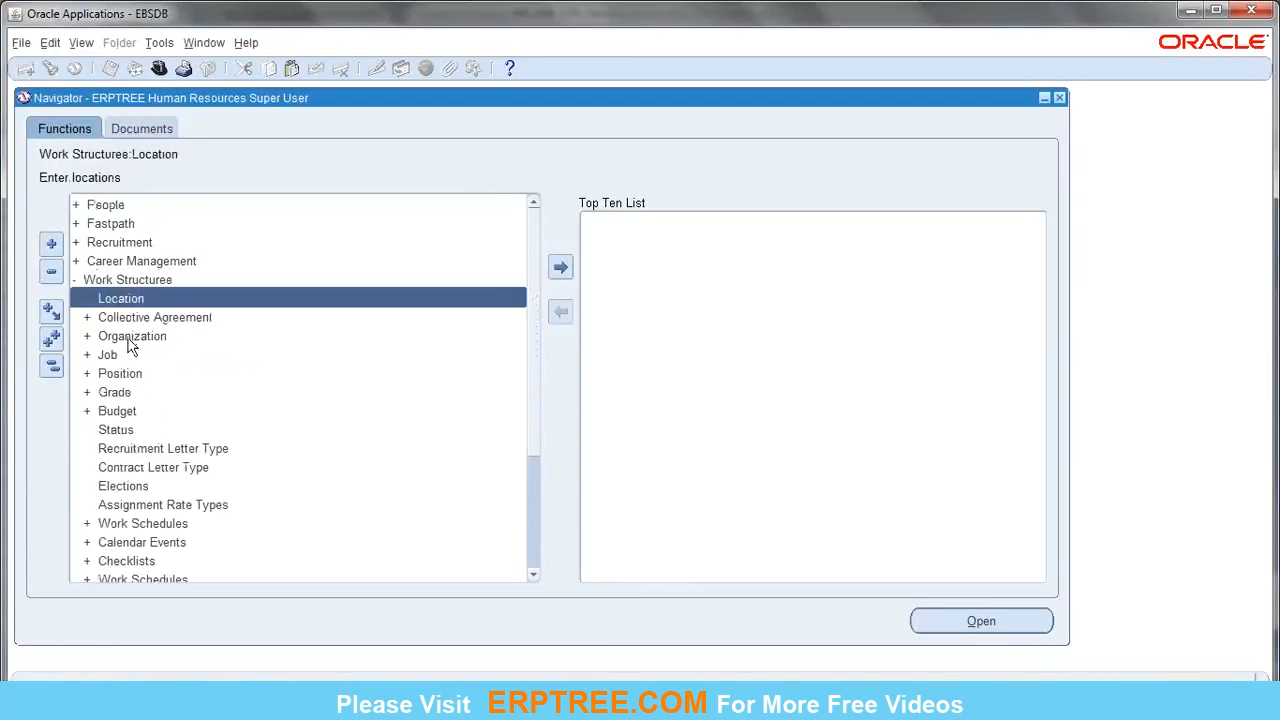 Oracle Applications - EBSDB
File Edit View Folder Tools Window Help
ORACLE
Navigator - ERPTREE Human Resources Super User
Functions Documents
Work Structures:Location
Enter locations
Top Ten List
+ People
+ Fastpath
+ Recruitment
+ Career Management
- Work Structures
Location
+ Collective Agreement
+ Organization
+ Job
+ Position
+ Grade
+ Budget
Status
Recruitment Letter Type
Contract Letter Type
Elections
Assignment Rate Types
+ Work Schedules
+ Calendar Events
+ Checklists
+ Work Schedules
Open
Please Visit ERPTREE.COM For More Free Videos